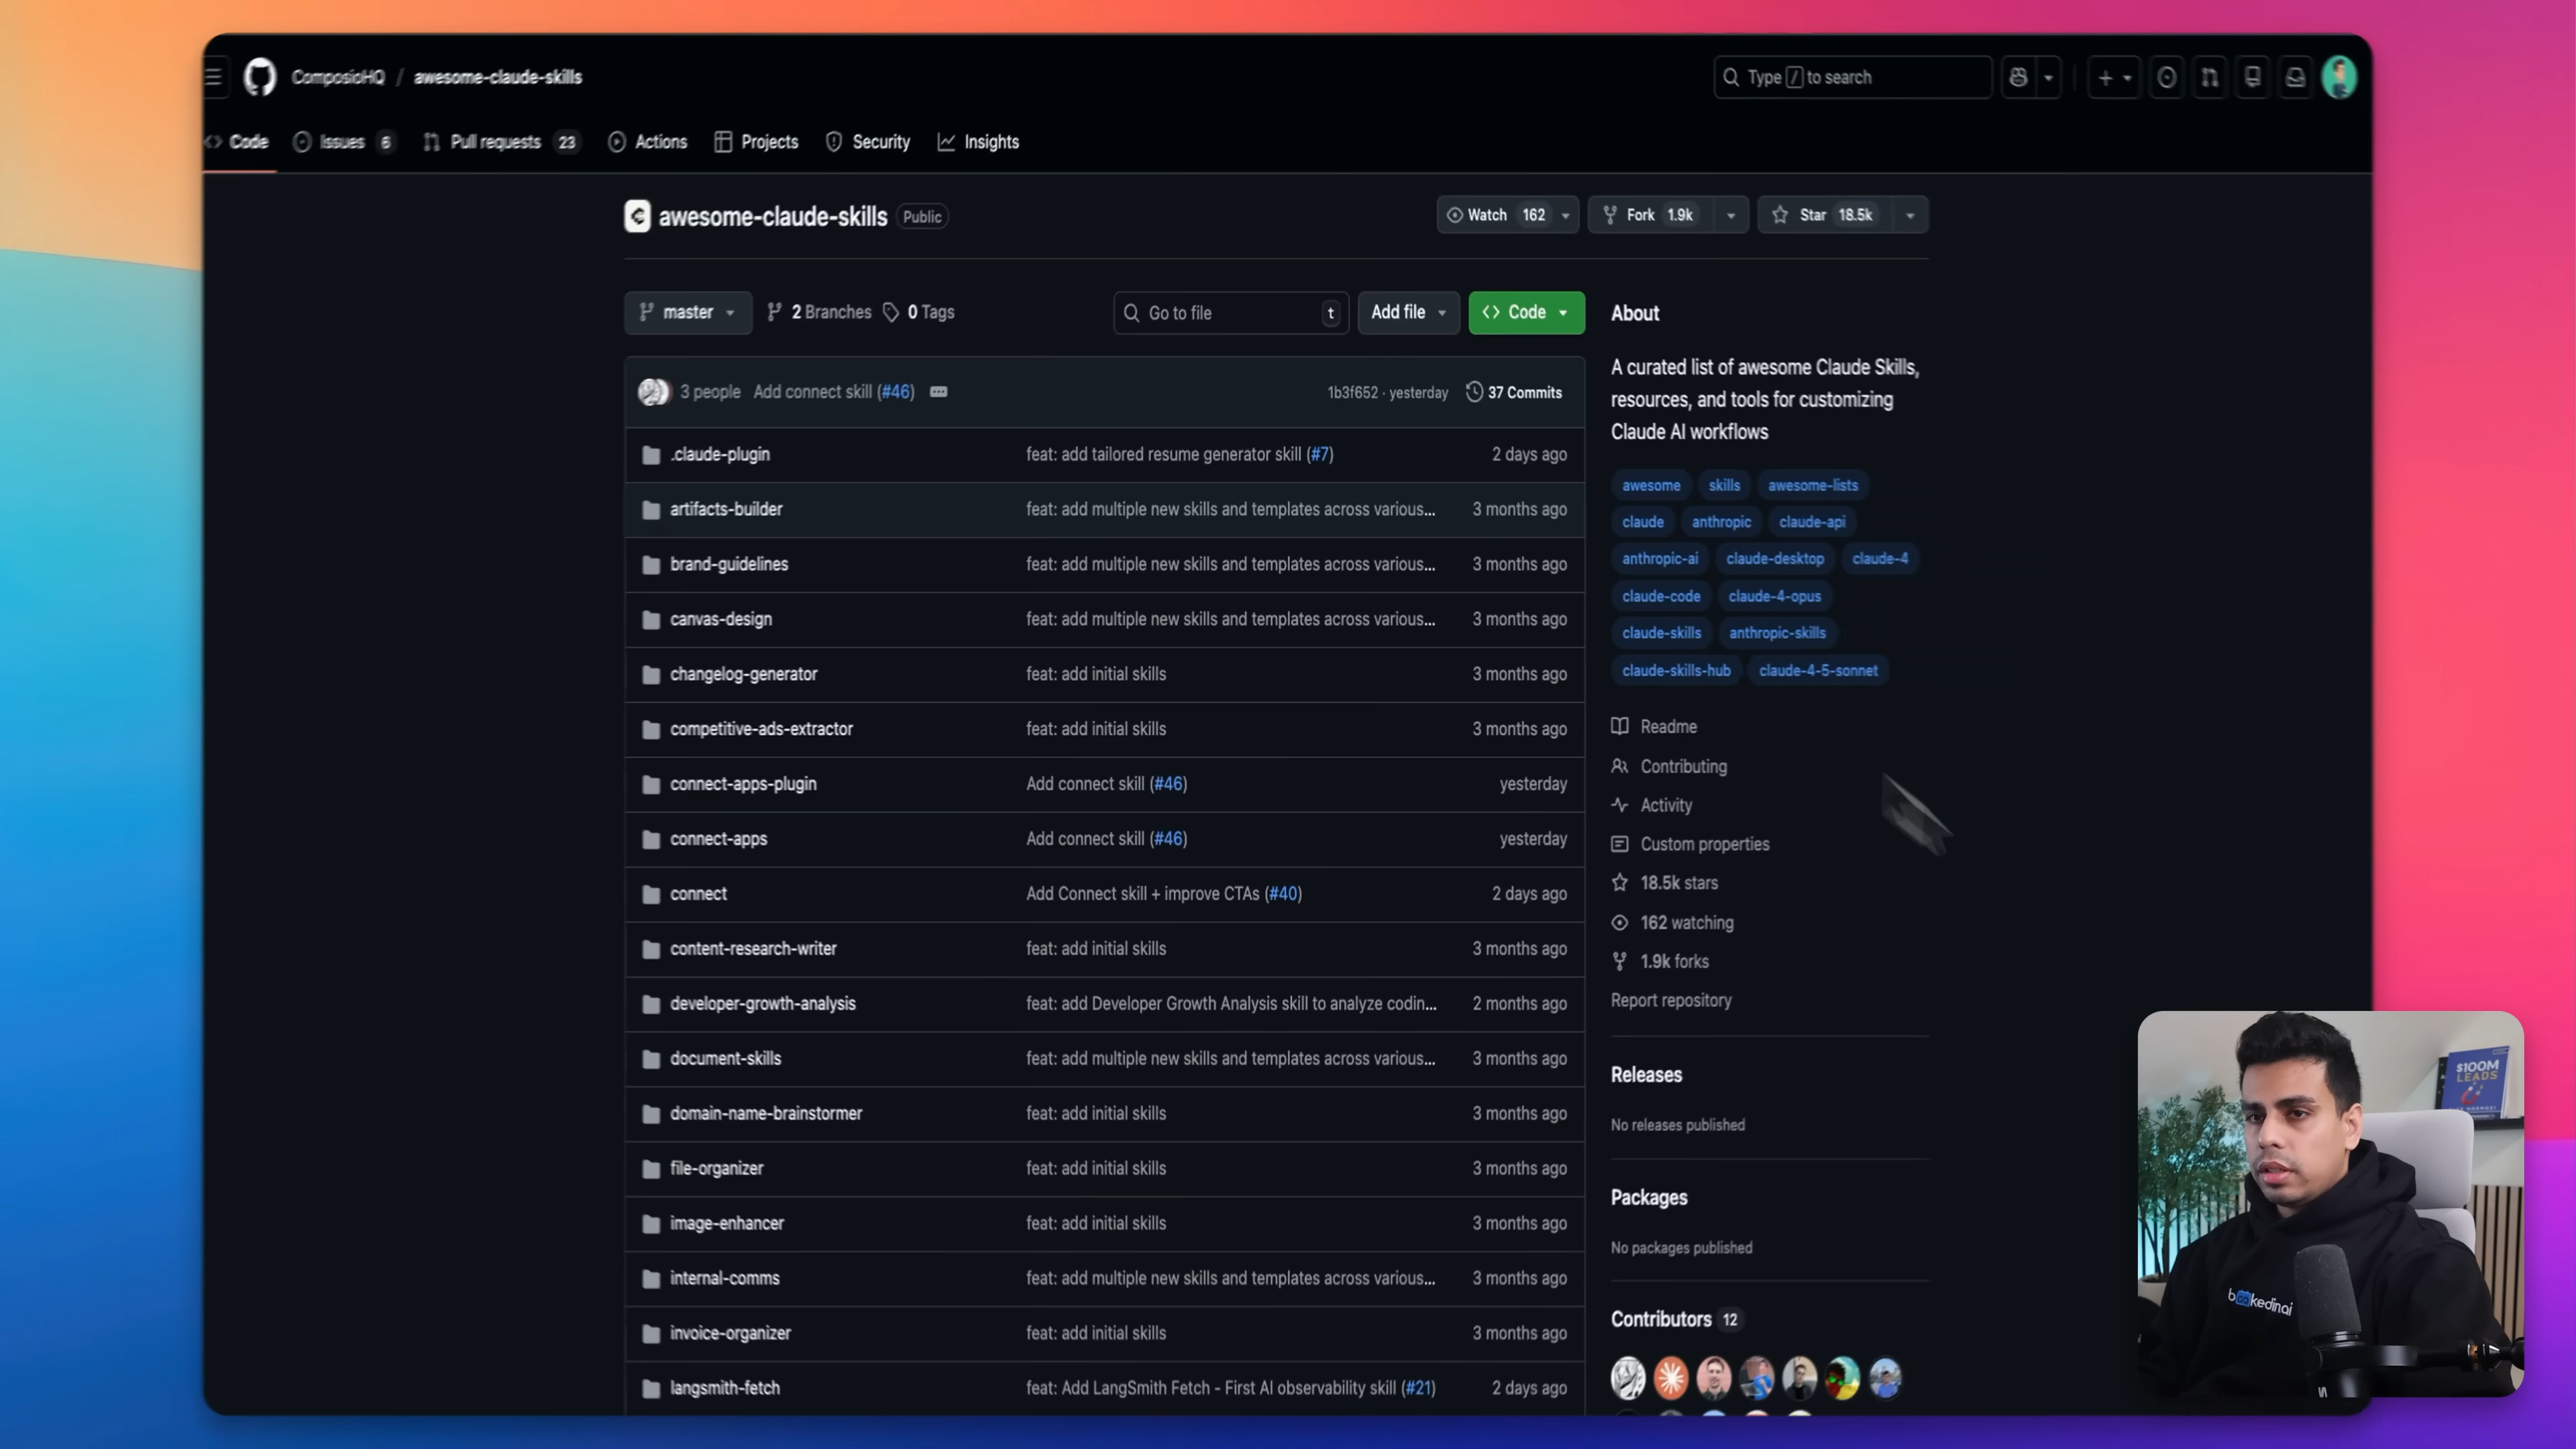 ComposioHQ / awesome-claude-skills
Type / to search
Code
Issues 6
Pull requests 23
Actions
Projects
Security
Insights
awesome-claude-skills Public
Watch 162
Fork 1.9k
Star 18.5k
master
2 Branches
0 Tags
Go to file t
Add file
Code
3 people Add connect skill (#46) 1b3f652 · yesterday 37 Commits
.claude-plugin feat: add tailored resume generator skill (#7) 2 days ago
artifacts-builder feat: add multiple new skills and templates across various... 3 months ago
brand-guidelines feat: add multiple new skills and templates across various... 3 months ago
canvas-design feat: add multiple new skills and templates across various... 3 months ago
changelog-generator feat: add initial skills 3 months ago
competitive-ads-extractor feat: add initial skills 3 months ago
connect-apps-plugin Add connect skill (#46) yesterday
connect-apps Add connect skill (#46) yesterday
connect Add Connect skill + improve CTAs (#40) 2 days ago
content-research-writer feat: add initial skills 3 months ago
developer-growth-analysis feat: add Developer Growth Analysis skill to analyze codin... 2 months ago
document-skills feat: add multiple new skills and templates across various... 3 months ago
domain-name-brainstormer feat: add initial skills 3 months ago
file-organizer feat: add initial skills 3 months ago
image-enhancer feat: add initial skills 3 months ago
internal-comms feat: add multiple new skills and templates across various... 3 months ago
invoice-organizer feat: add initial skills 3 months ago
langsmith-fetch feat: Add LangSmith Fetch - First AI observability skill (#21) 2 days ago
About
A curated list of awesome Claude Skills,
resources, and tools for customizing
Claude AI workflows
awesome skills awesome-lists
claude anthropic claude-api
anthropic-ai claude-desktop claude-4
claude-code claude-4-opus
claude-skills anthropic-skills
claude-skills-hub claude-4-5-sonnet
Readme
Contributing
Activity
Custom properties
18.5k stars
162 watching
1.9k forks
Report repository
Releases
No releases published
Packages
No packages published
Contributors 12
$100M
LEADS
bookedinai